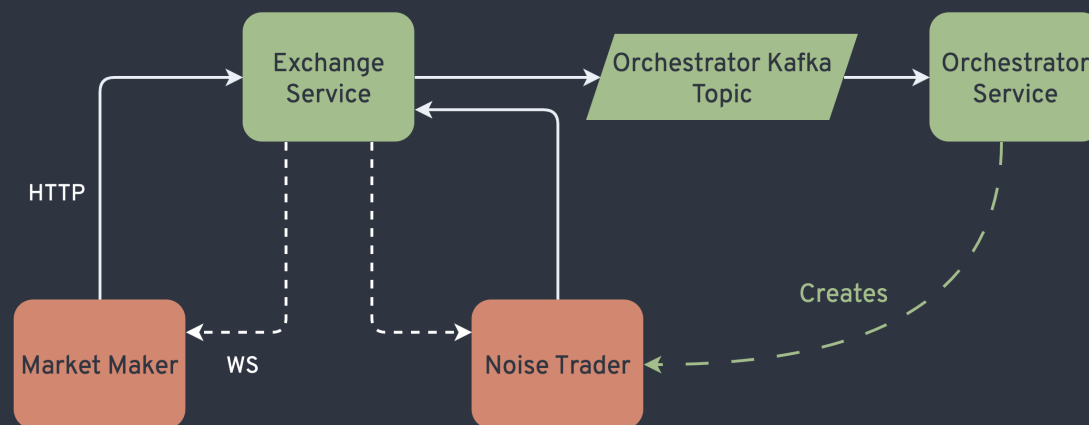 Exchange
Service
Orchestrator Kafka
Topic
Orchestrator
Service
HTTP
Creates
Market Maker
WS
Noise Trader